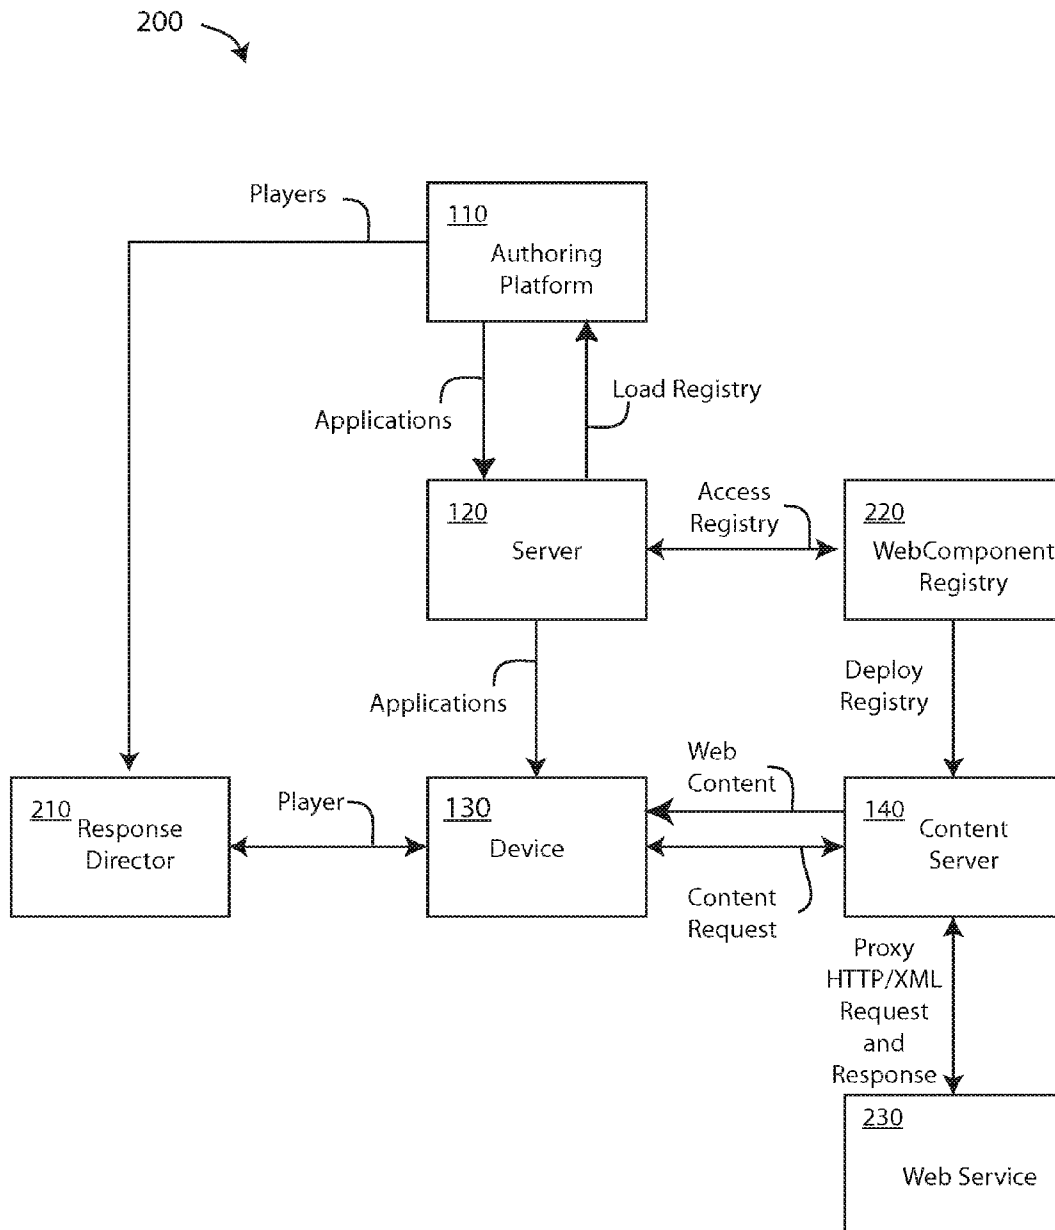 200
Players
110
Authoring
Platform
Applications
Load Registry
120
Server
Access
Registry
220
WebComponent
Registry
Applications
Deploy
Registry
210
Response
Director
Player
130
Device
Web
Content
Content
Request
140
Content
Server
Proxy
HTTP/XML
Request
and
Response
230
Web Service